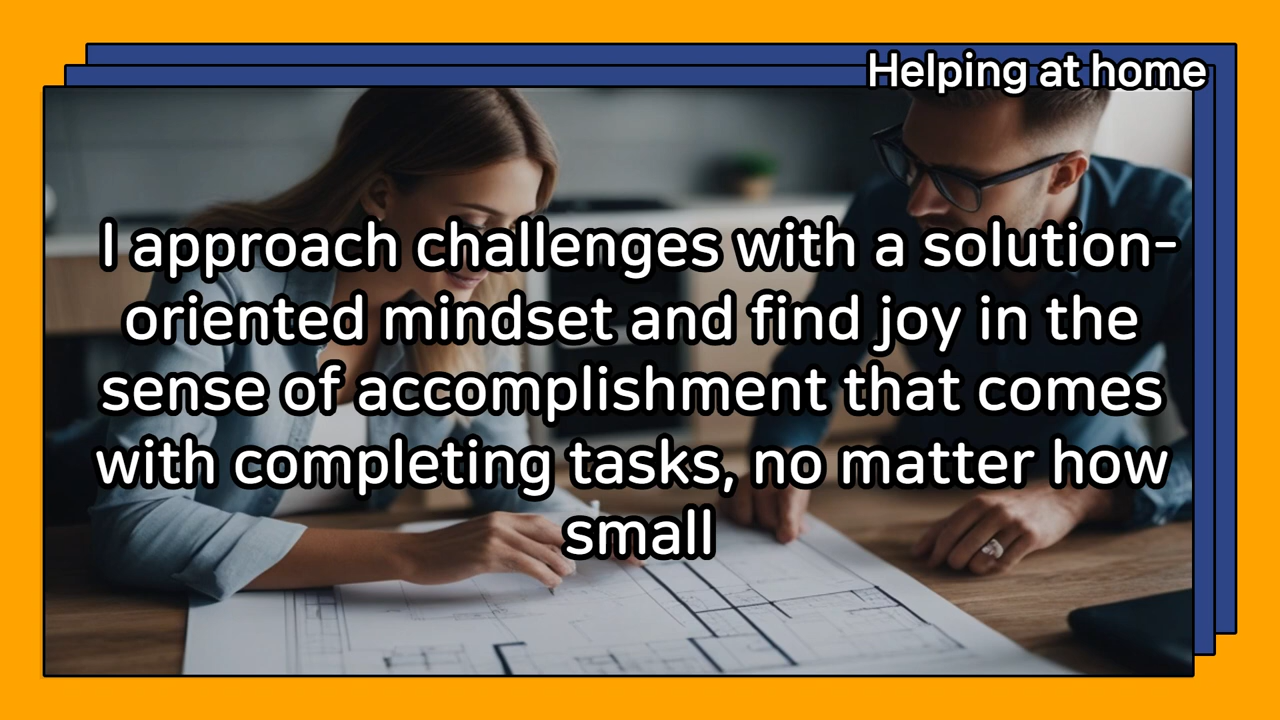 Helping at home
I approach challenges with a solution-
oriented mindset and find joy in the
sense of accomplishment that comes
with completing tasks, no matter how
small